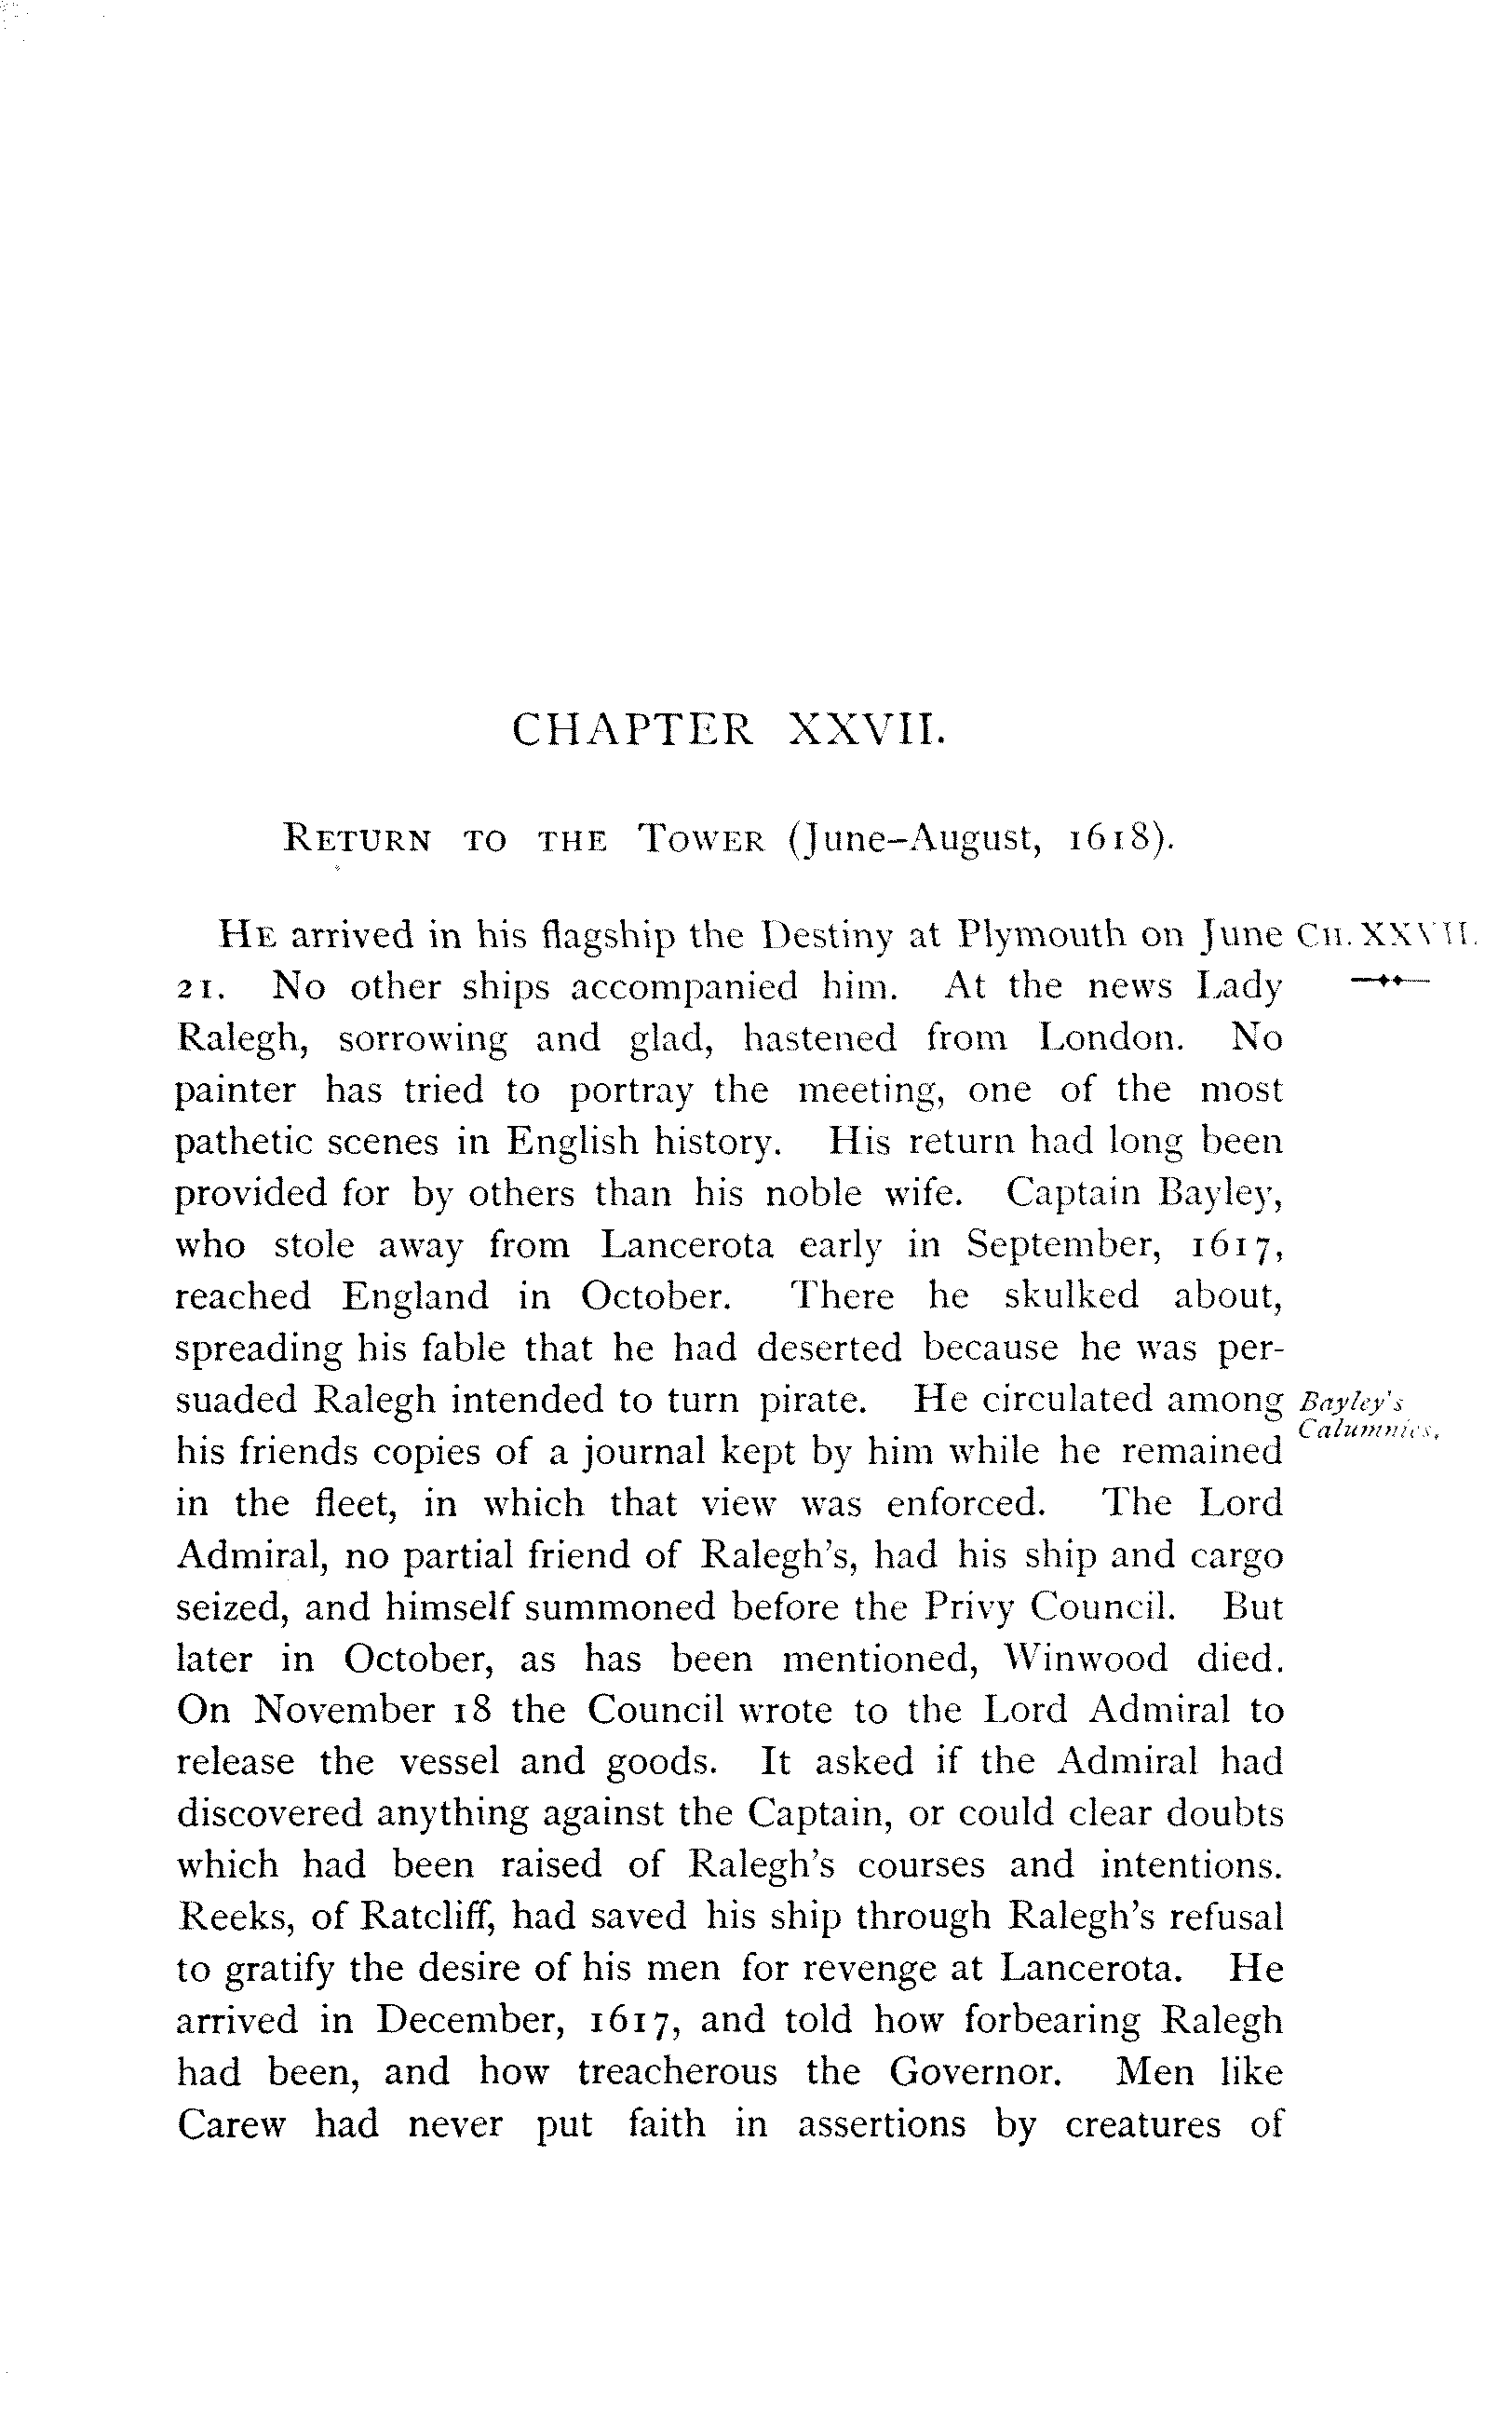 CHAPTER XXVII.
RETURN TO THE TOWER (June–August, 1618).
HE arrived in his flagship the Destiny at Plymouth on June
CH. XXVII.
21. No other ships accompanied him. At the news Lady
Ralegh, sorrowing and glad, hastened from London. No
painter has tried to portray the meeting, one of the most
pathetic scenes in English history. His return had long been
provided for by others than his noble wife. Captain Bayley,
who stole away from Lancerota early in September, 1617,
reached England in October. There he skulked about,
spreading his fable that he had deserted because he was per-
suaded Ralegh intended to turn pirate. He circulated among
Bayley's
Calumnies.
his friends copies of a journal kept by him while he remained
in the fleet, in which that view was enforced. The Lord
Admiral, no partial friend of Ralegh's, had his ship and cargo
seized, and himself summoned before the Privy Council. But
later in October, as has been mentioned, Winwood died.
On November 18 the Council wrote to the Lord Admiral to
release the vessel and goods. It asked if the Admiral had
discovered anything against the Captain, or could clear doubts
which had been raised of Ralegh's courses and intentions.
Reeks, of Ratcliff, had saved his ship through Ralegh's refusal
to gratify the desire of his men for revenge at Lancerota. He
arrived in December, 1617, and told how forbearing Ralegh
had been, and how treacherous the Governor. Men like
Carew had never put faith in assertions by creatures of